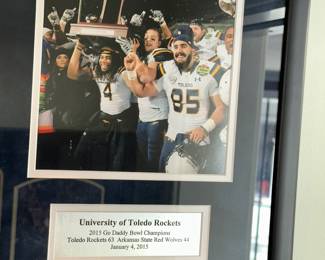 4
TOLEDO
85
University of Toledo Rockets
2015 Go Daddy Bowl Champions
Toledo Rockets 63 Arkansas State Red Wolves 44
January 4, 2015